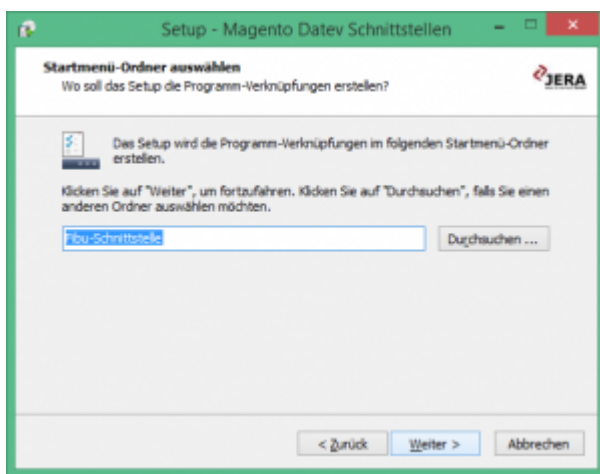 Setup - Magento Datev Schnittstellen
Startmenü-Ordner auswählen
Wo soll das Setup die Programm-Verknüpfungen erstellen?
JERA
Das Setup wird die Programm-Verknüpfungen im folgenden Startmenü-Ordner
erstellen.
Klicken Sie auf "Weiter", um fortzufahren. Klicken Sie auf "Durchsuchen", falls Sie einen
anderen Ordner auswählen möchten.
Fibu-Schnittstelle
Durchsuchen ...
< Zurück
Weiter >
Abbrechen